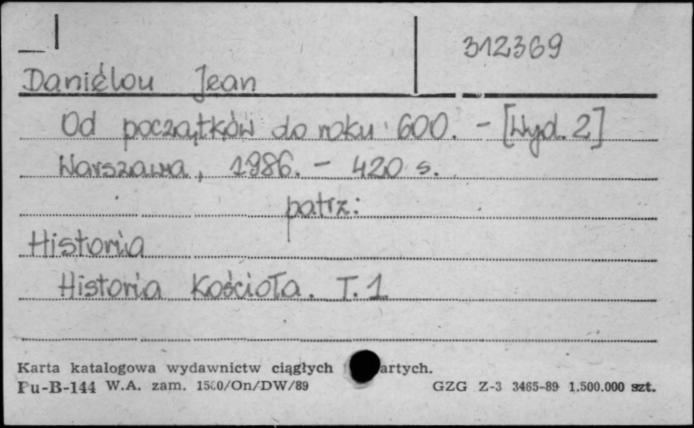 312369
Daniélou Jean
Od początków do roku 600. - [Wyd. 2]
Warszawa, 1986. - 420 s.
patrz:
Historia
Historia Kościoła. T. 1
Karta katalogowa wydawnictw ciągłych artych.
Pu-B-144 W.A. zam. 1500/On/DW/89 GZG Z-3 3465-89 1.500.000 szt.